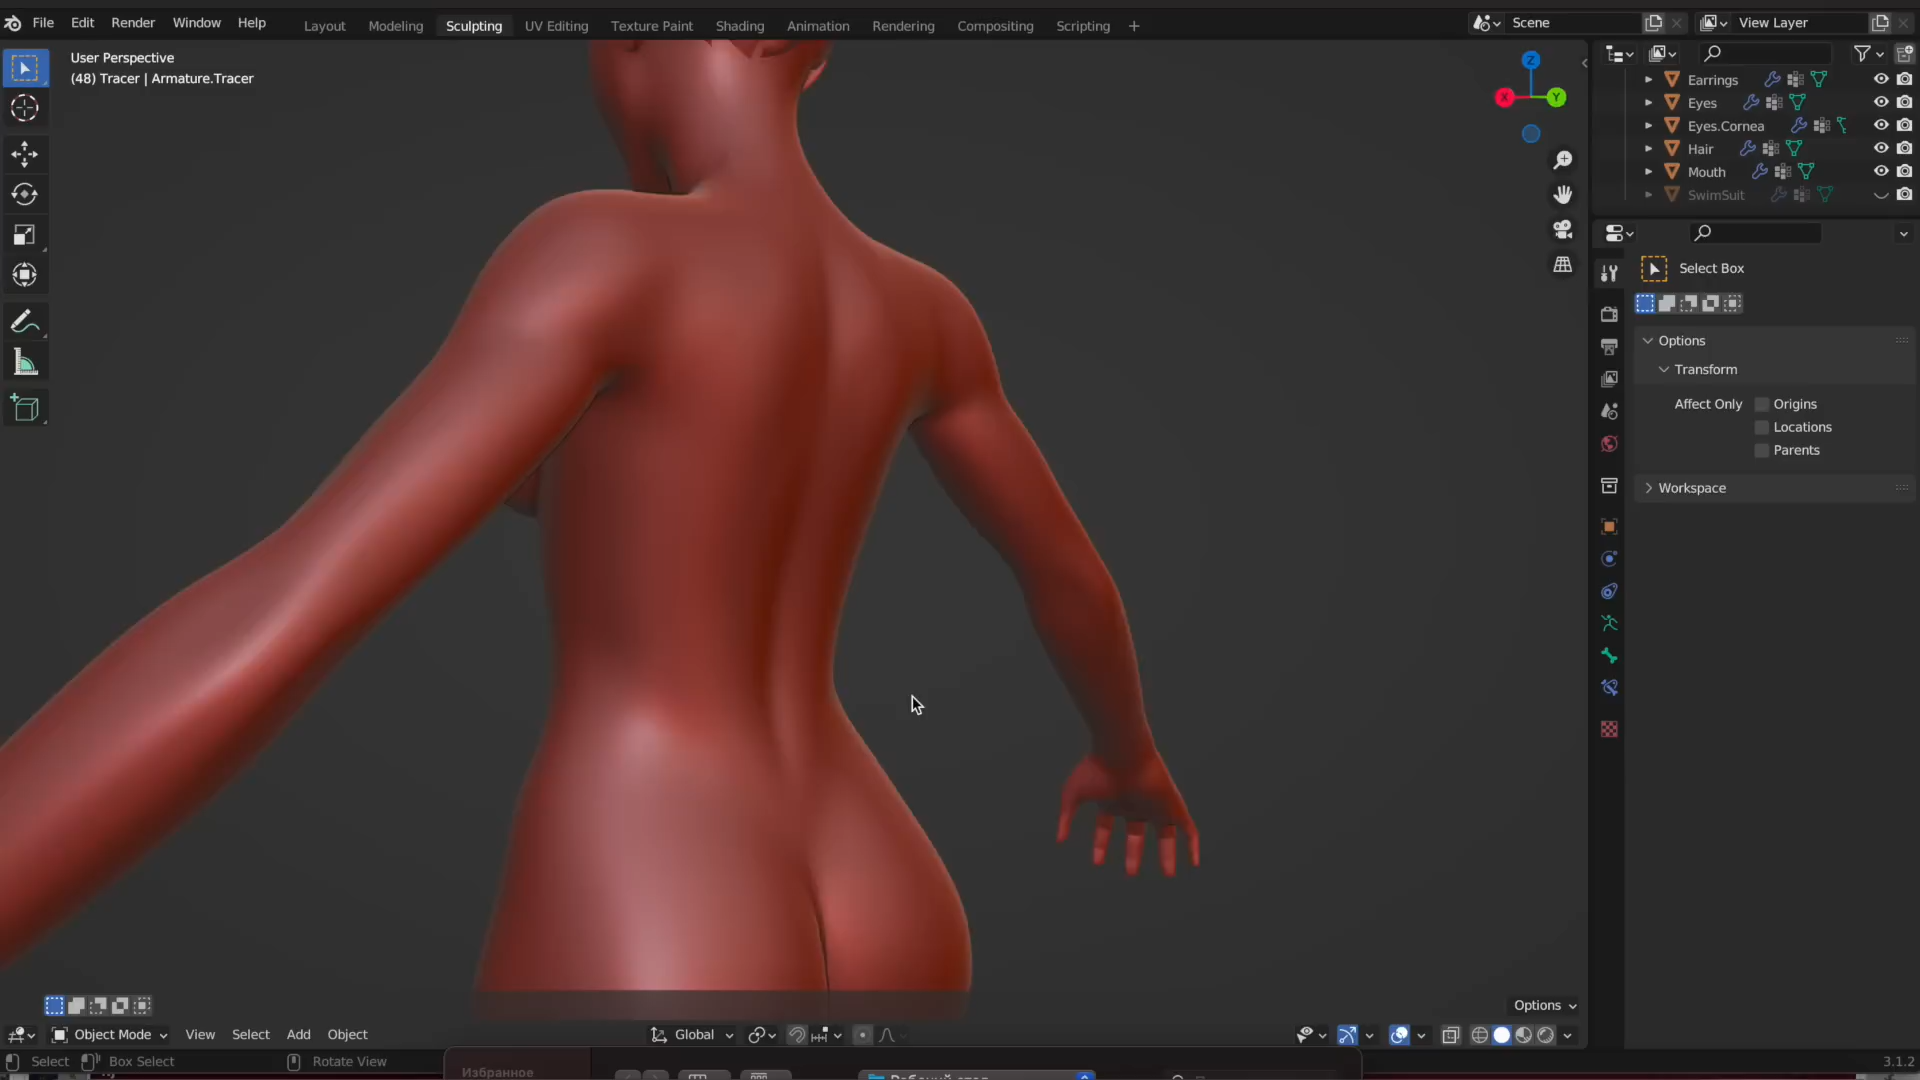 File Edit Render Window Help Layout Modeling Sculpting UV Editing Texture Paint Shading Animation Rendering Compositing Scripting + Scene View Layer
User Perspective
(48) Tracer | Armature.Tracer
Z
X Y
Earrings
Eyes
Eyes.Cornea
Hair
Mouth
SwimSuit
Select Box
Options
Transform
Affect Only Origins
Locations
Parents
Workspace
Options
Object Mode View Select Add Object Global
Select Box Select Rotate View 3.1.2
Избранное
Рабочий стол